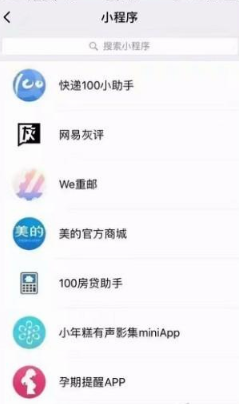 小程序
搜索小程序
快递100小助手
灰
网易灰评
We重邮
美的
美的官方商城
100房贷助手
小年糕有声影集miniApp
孕期提醒APP